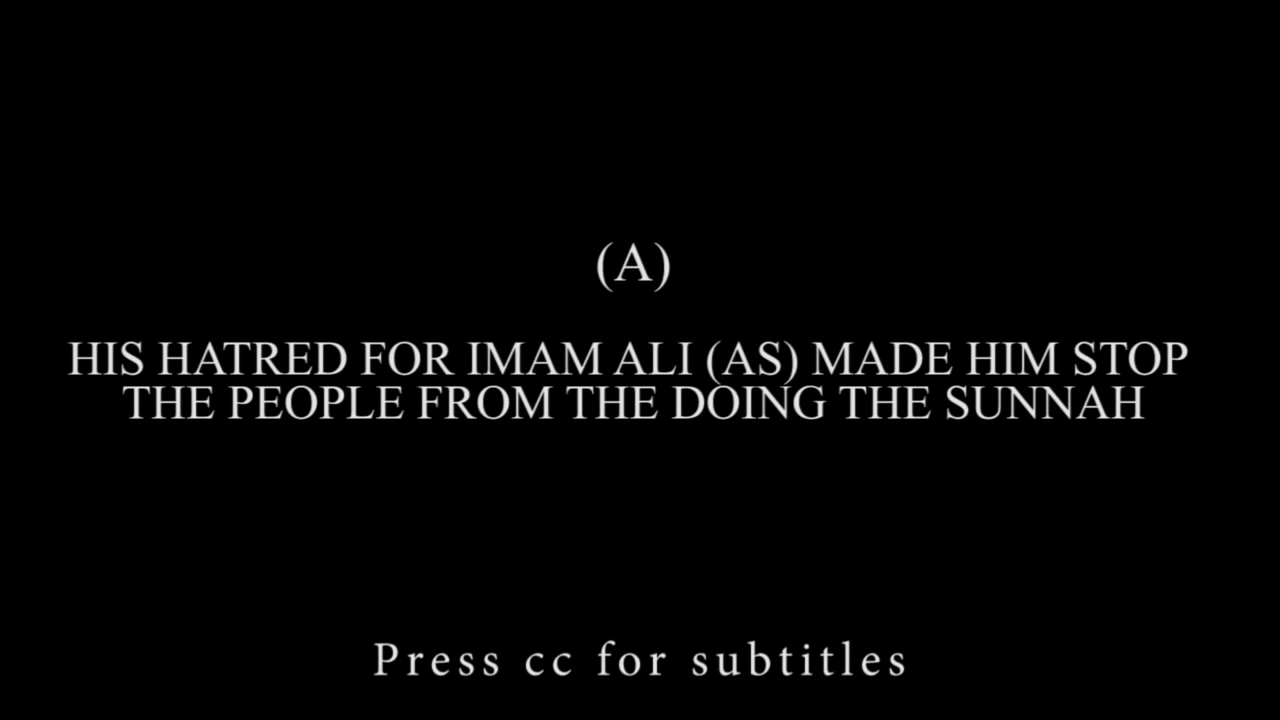 (A)
HIS HATRED FOR IMAM ALI (AS) MADE HIM STOP
THE PEOPLE FROM THE DOING THE SUNNAH
Press cc for subtitles